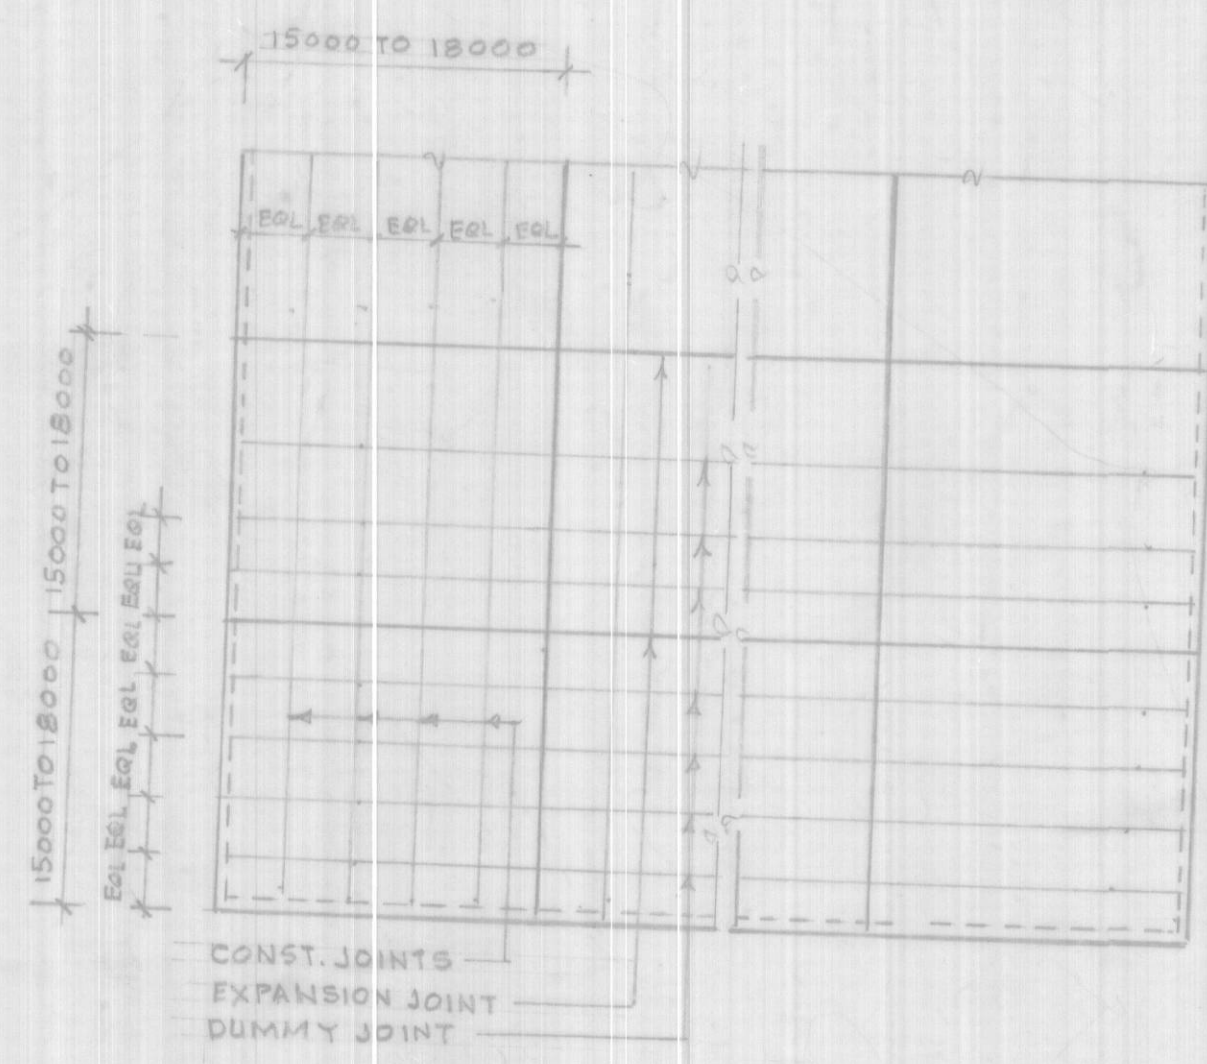 15000 TO 18000
EQL EQL EQL EQL EQL
15000 TO 18000
15000 TO 18000
EQL EQL EQL EQL EQL EQL EQL
CONST. JOINTS
EXPANSION JOINT
DUMMY JOINT